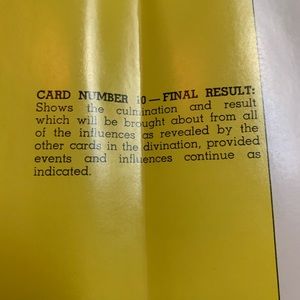 CARD NUMBER 10 — FINAL RESULT:
Shows the culmination and result
which will be brought about from all
of the influences as revealed by the
other cards in the divination, provided
events and influences continue as
indicated.